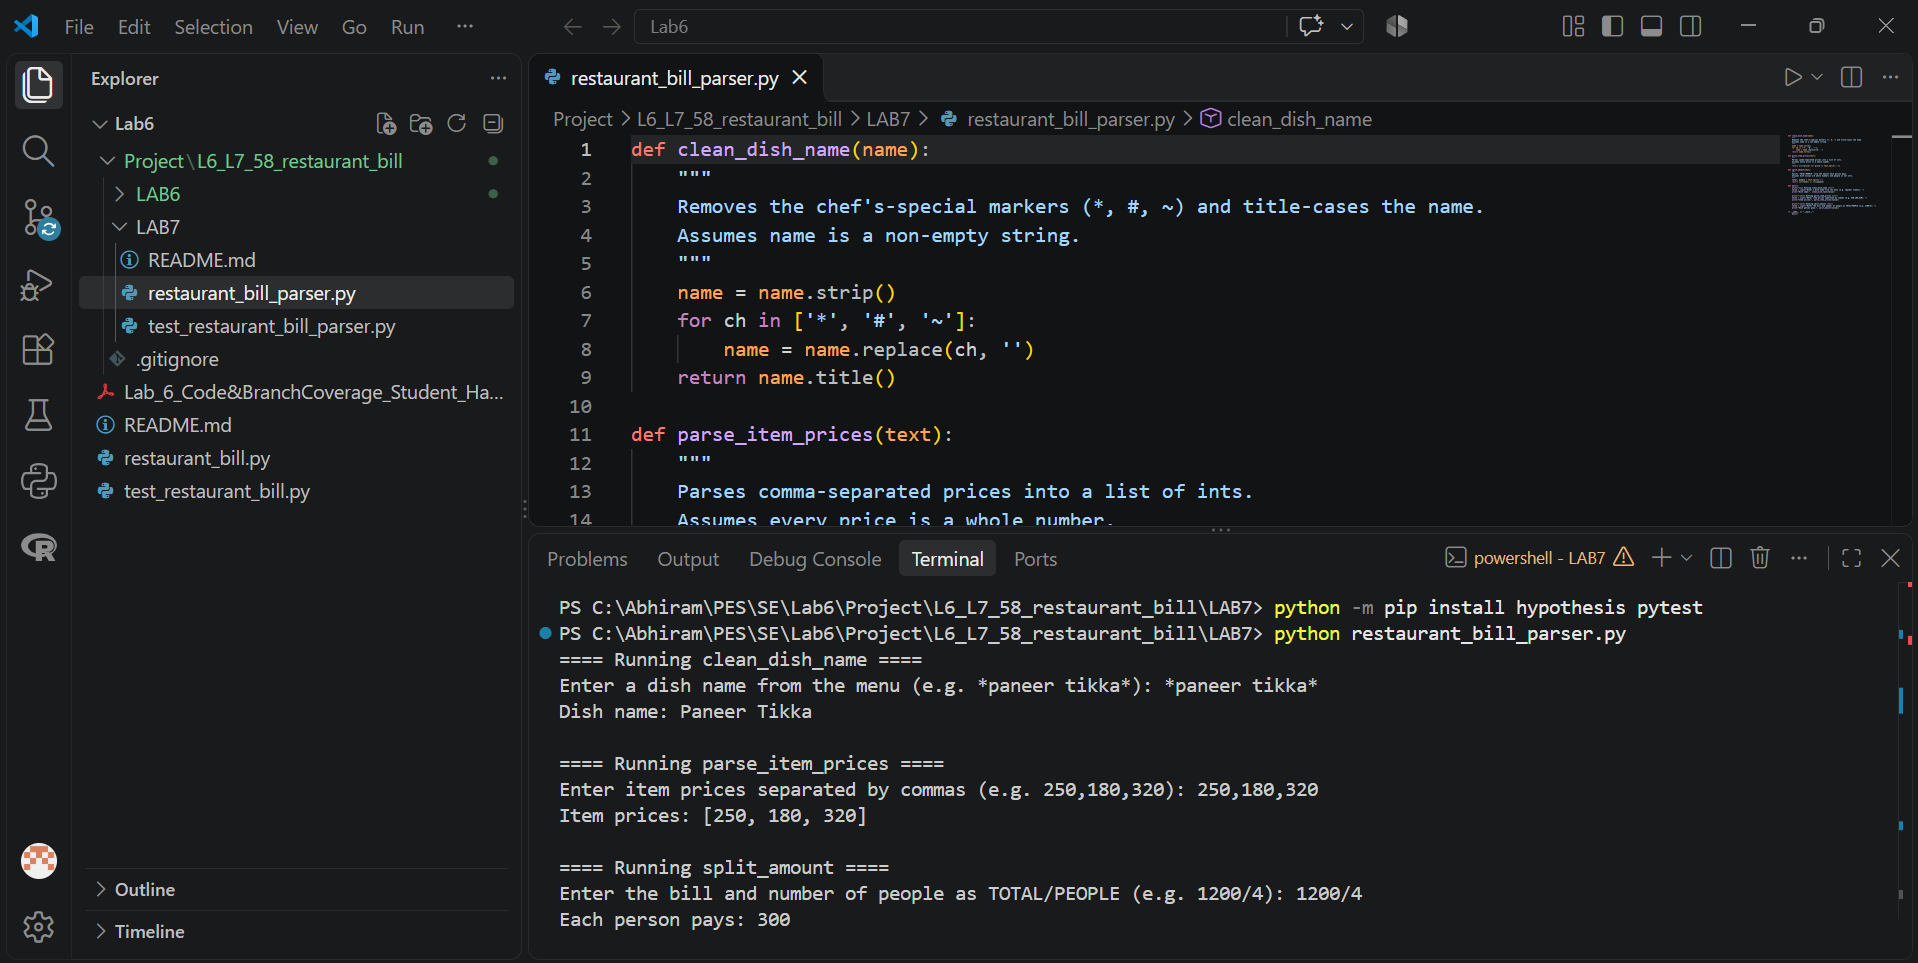 File Edit Selection View Go Run ···
Lab6
Explorer
Lab6
Project\L6_L7_58_restaurant_bill
LAB6
LAB7
README.md
restaurant_bill_parser.py
test_restaurant_bill_parser.py
.gitignore
Lab_6_Code&BranchCoverage_Student_Ha...
README.md
restaurant_bill.py
test_restaurant_bill.py
Outline
Timeline
restaurant_bill_parser.py
Project > L6_L7_58_restaurant_bill > LAB7 > restaurant_bill_parser.py > clean_dish_name
1 def clean_dish_name(name):
2 """
3 Removes the chef's-special markers (*, #, ~) and title-cases the name.
4 Assumes name is a non-empty string.
5 """
6 name = name.strip()
7 for ch in ['*', '#', '~']:
8 name = name.replace(ch, '')
9 return name.title()
10
11 def parse_item_prices(text):
12 """
13 Parses comma-separated prices into a list of ints.
14 Assumes every price is a whole number.
Problems Output Debug Console Terminal Ports
powershell - LAB7
PS C:\Abhiram\PES\SE\Lab6\Project\L6_L7_58_restaurant_bill\LAB7> python -m pip install hypothesis pytest
PS C:\Abhiram\PES\SE\Lab6\Project\L6_L7_58_restaurant_bill\LAB7> python restaurant_bill_parser.py
==== Running clean_dish_name ====
Enter a dish name from the menu (e.g. *paneer tikka*): *paneer tikka*
Dish name: Paneer Tikka
==== Running parse_item_prices ====
Enter item prices separated by commas (e.g. 250,180,320): 250,180,320
Item prices: [250, 180, 320]
==== Running split_amount ====
Enter the bill and number of people as TOTAL/PEOPLE (e.g. 1200/4): 1200/4
Each person pays: 300